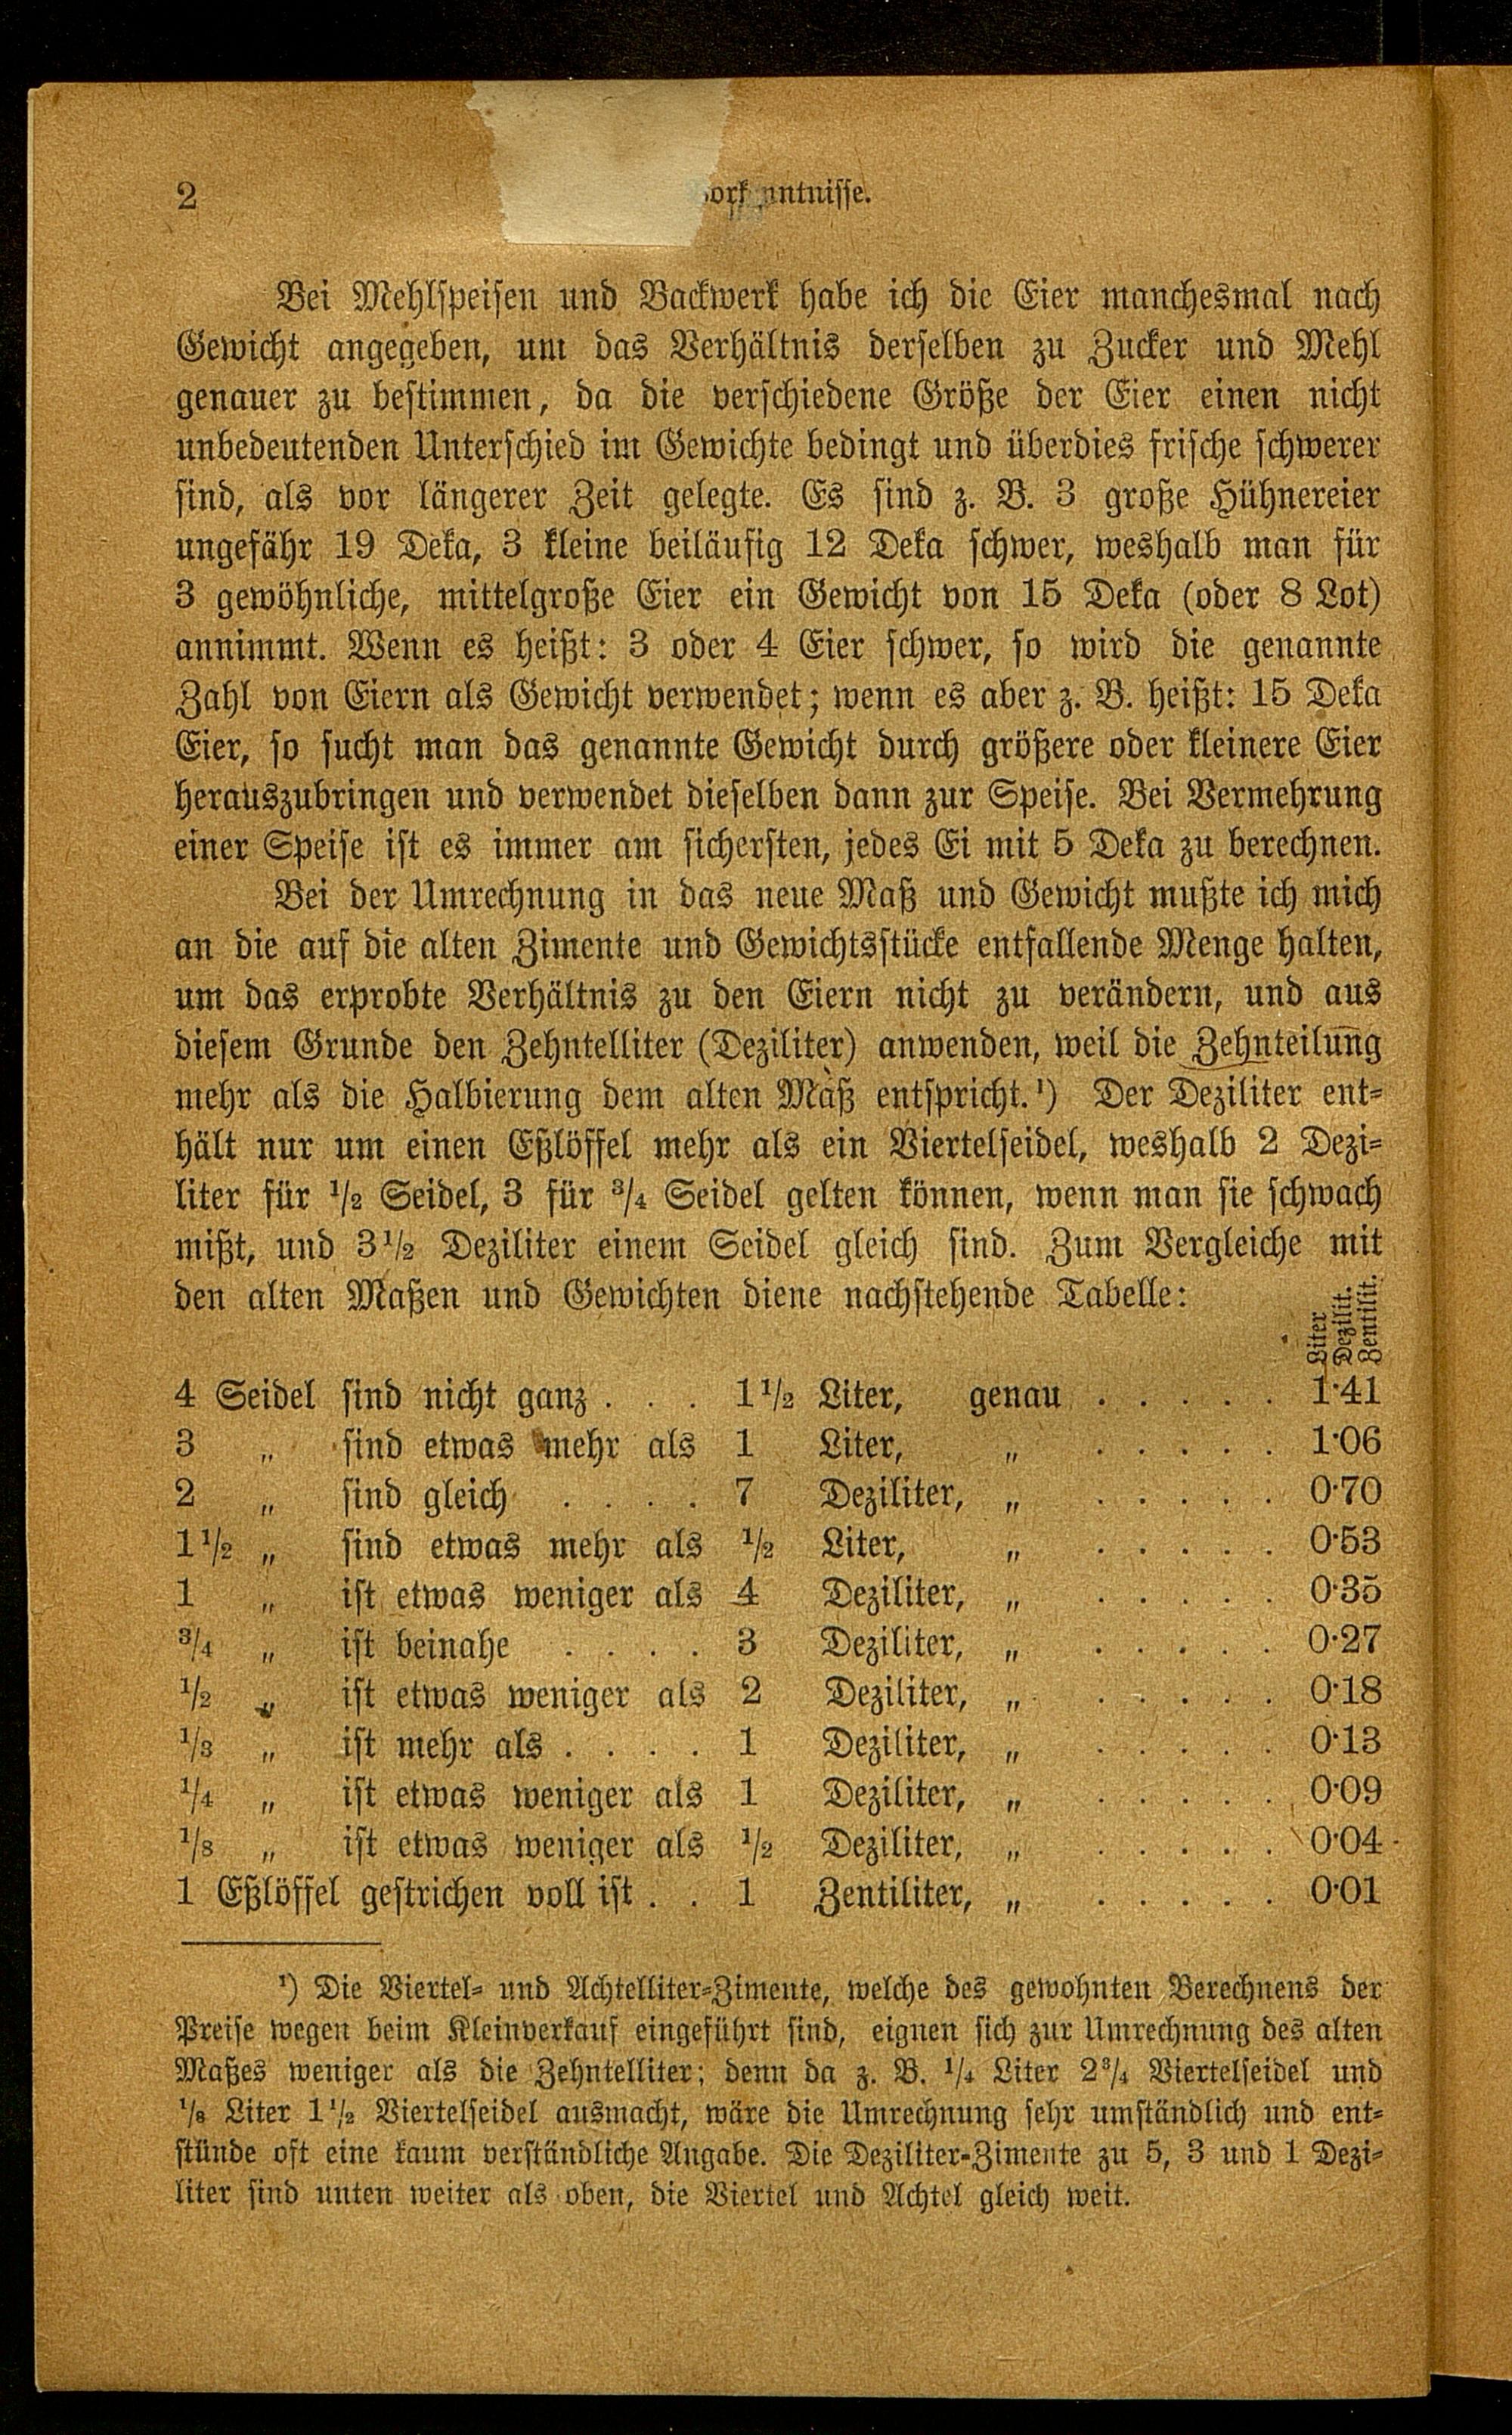 2
Bei Mehlspeisen und Backwerk habe ich die Eier manchesmal nach
Gewicht angegeben, um das Verhältnis derselben zu Zucker und Mehl
genauer zu bestimmen, da die verschiedene Größe der Eier einen nicht
unbedeutenden Unterschied im Gewichte bedingt und überdies frische schwerer
sind, als vor längerer Zeit gelegte. Es sind z. B. 3 große Hühnereier
ungefähr 19 Deka, 3 kleine beiläufig 12 Deka schwer, weshalb man für
3 gewöhnliche, mittelgroße Eier ein Gewicht von 15 Deka (oder 8 Lot)
annimmt. Wenn es heißt: 3 oder 4 Eier schwer, so wird die genannte
Zahl von Eiern als Gewicht verwendet; wenn es aber z. B. heißt: 15 Deka
Eier, so sucht man das genannte Gewicht durch größere oder kleinere Eier
herauszubringen und verwendet dieselben dann zur Speise. Bei Vermehrung
einer Speise ist es immer am sichersten, jedes Ei mit 5 Deka zu berechnen.
Bei der Umrechnung in das neue Maß und Gewicht mußte ich mich
an die auf die alten Zimente und Gewichtsstücke entfallende Menge halten,
um das erprobte Verhältnis zu den Eiern nicht zu verändern, und aus
diesem Grunde den Zehntelliter (Deziliter) anwenden, weil die Zehnteilung
mehr als die Halbierung dem alten Maß entspricht.¹) Der Deziliter ent-
hält nur um einen Eßlöffel mehr als ein Viertelseidel, weshalb 2 Dezi-
liter für 1/2 Seidel, 3 für 3/4 Seidel gelten können, wenn man sie schwach
mißt, und 3 1/2 Deziliter einem Seidel gleich sind. Zum Vergleiche mit
den alten Maßen und Gewichten diene nachstehende Tabelle:
Liter
Dezilit.
Zentilit.
4 Seidel sind nicht ganz . . . 1 1/2 Liter, genau . . . . . 1·41
3 „ sind etwas mehr als 1 Liter, „ . . . . . 1·06
2 „ sind gleich . . . . 7 Deziliter, „ . . . . . 0·70
1 1/2 „ sind etwas mehr als 1/2 Liter, „ . . . . . 0·53
1 „ ist etwas weniger als 4 Deziliter, „ . . . . . 0·35
3/4 „ ist beinahe . . . . 3 Deziliter, „ . . . . . 0·27
1/2 „ ist etwas weniger als 2 Deziliter, „ . . . . . 0·18
1/3 „ ist mehr als . . . . 1 Deziliter, „ . . . . . 0·13
1/4 „ ist etwas weniger als 1 Deziliter, „ . . . . . 0·09
1/8 „ ist etwas weniger als 1/2 Deziliter, „ . . . . . 0·04
1 Eßlöffel gestrichen voll ist . . 1 Zentiliter, „ . . . . . 0·01
¹) Die Viertel- und Achtelliter-Zimente, welche des gewohnten Berechnens der
Preise wegen beim Kleinverkauf eingeführt sind, eignen sich zur Umrechnung des alten
Maßes weniger als die Zehntelliter; denn da z. B. 1/4 Liter 2 3/4 Viertelseidel und
1/8 Liter 1 1/2 Viertelseidel ausmacht, wäre die Umrechnung sehr umständlich und ent-
stünde oft eine kaum verständliche Angabe. Die Deziliter-Zimente zu 5, 3 und 1 Dezi-
liter sind unten weiter als oben, die Viertel und Achtel gleich weit.